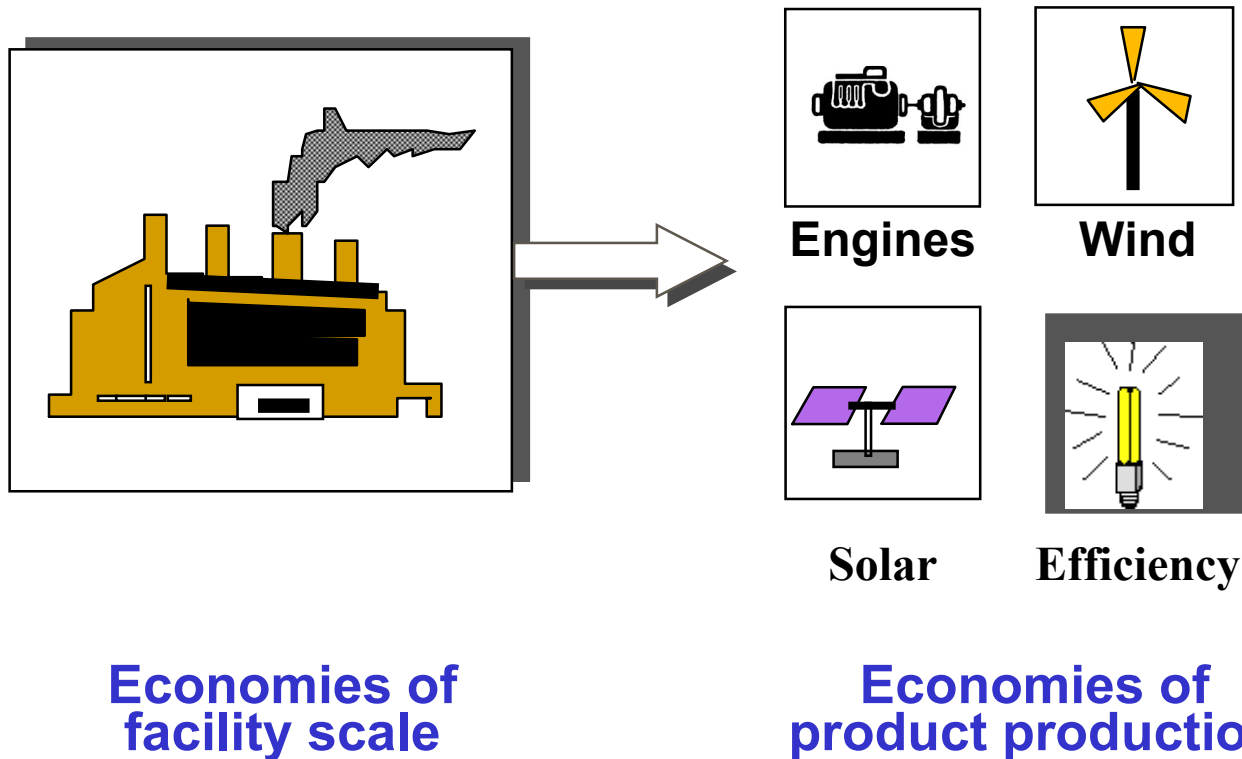 Engines
Wind
Solar
Efficiency
Economies of
facility scale
Economies of
product productio